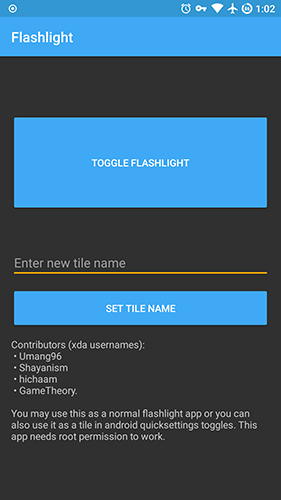 1:02
Flashlight
TOGGLE FLASHLIGHT
Enter new tile name
SET TILE NAME
Contributors (xda usernames):
• Umang96
• Shayanism
• hichaam
• GameTheory.
You may use this as a normal flashlight app or you can
also use it as a tile in android quicksettings toggles. This
app needs root permission to work.